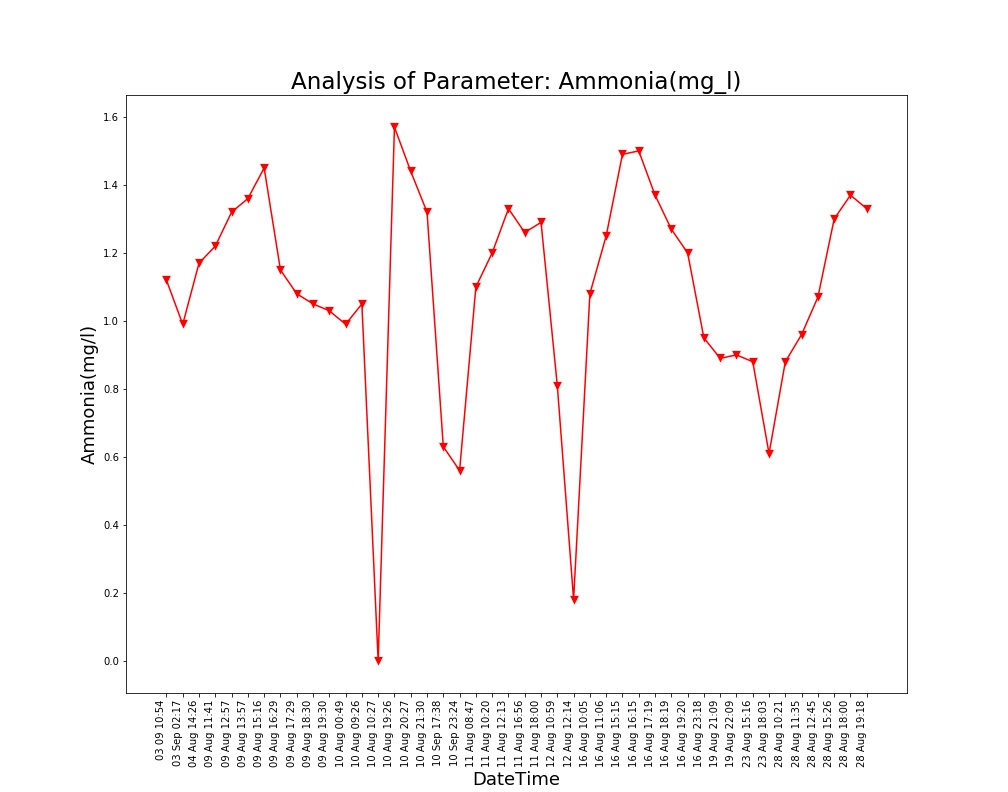 Analysis of Parameter: Ammonia(mg_l)
Ammonia(mg/l)
1.6
1.4
1.2
1.0
0.8
0.6
0.4
0.2
0.0
03 09 10:54
03 Sep 02:17
04 Aug 14:26
09 Aug 11:41
09 Aug 12:57
09 Aug 13:57
09 Aug 15:16
09 Aug 16:29
09 Aug 17:29
09 Aug 18:30
09 Aug 19:30
10 Aug 00:49
10 Aug 09:26
10 Aug 10:27
10 Aug 19:26
10 Aug 20:27
10 Aug 21:30
10 Sep 17:38
10 Sep 23:24
11 Aug 08:47
11 Aug 10:20
11 Aug 12:13
11 Aug 16:56
11 Aug 18:00
12 Aug 10:59
12 Aug 12:14
16 Aug 10:05
16 Aug 11:06
16 Aug 15:15
16 Aug 16:15
16 Aug 17:19
16 Aug 18:19
16 Aug 19:20
16 Aug 23:18
19 Aug 21:09
19 Aug 22:09
23 Aug 15:16
23 Aug 18:03
28 Aug 10:21
28 Aug 11:35
28 Aug 12:45
28 Aug 15:26
28 Aug 18:00
28 Aug 19:18
DateTime